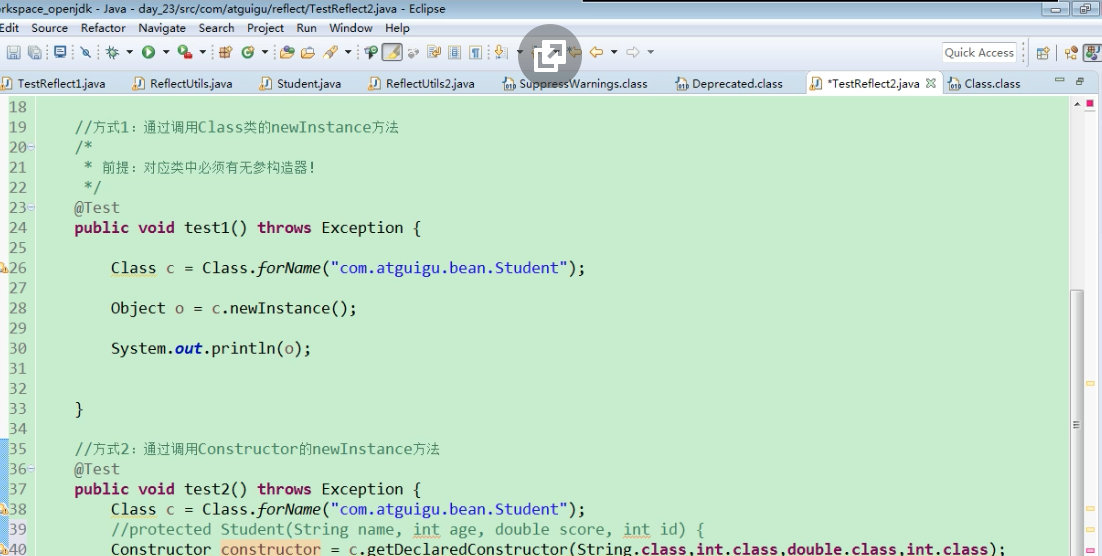 rkspace_openjdk - Java - day_23/src/com/atguigu/reflect/TestReflect2.java - Eclipse
Edit Source Refactor Navigate Search Project Run Window Help
Quick Access
TestReflect1.java ReflectUtils.java Student.java ReflectUtils2.java SuppressWarnings.class Deprecated.class *TestReflect2.java Class.class
18
19 //方式1：通过调用Class类的newInstance方法
20 /*
21 * 前提：对应类中必须有无参构造器！
22 */
23 @Test
24 public void test1() throws Exception {
25
26 Class c = Class.forName("com.atguigu.bean.Student");
27
28 Object o = c.newInstance();
29
30 System.out.println(o);
31
32
33 }
34
35 //方式2：通过调用Constructor的newInstance方法
36 @Test
37 public void test2() throws Exception {
38 Class c = Class.forName("com.atguigu.bean.Student");
39 //protected Student(String name, int age, double score, int id) {
40 Constructor constructor = c.getDeclaredConstructor(String.class,int.class,double.class,int.class);